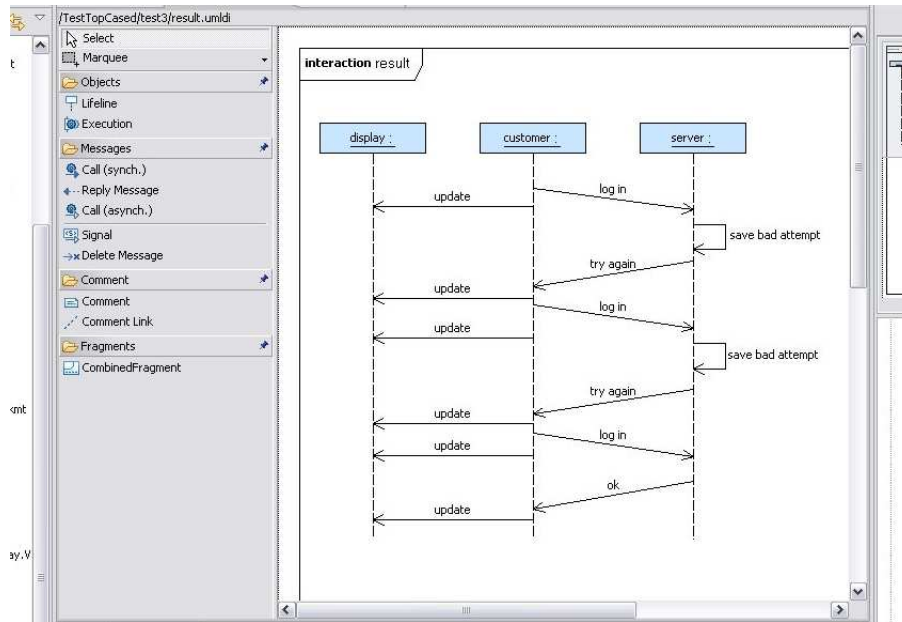 /TestTopCased/test3/result.umldi
Select
Marquee
Objects
Lifeline
Execution
Messages
Call (synch.)
Reply Message
Call (asynch.)
Signal
Delete Message
Comment
Comment
Comment Link
Fragments
CombinedFragment
t
kmt
ay,V
interaction result
display :
customer :
server :
log in
update
save bad attempt
try again
update
log in
update
save bad attempt
try again
update
log in
update
ok
update